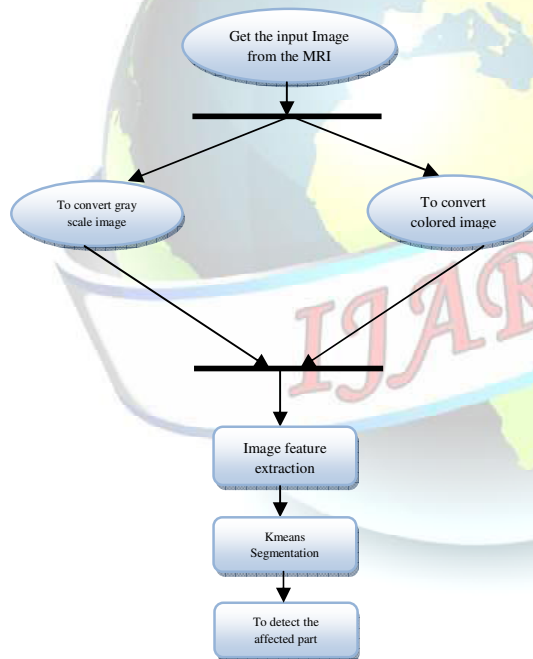 Get the input Image
from the MRI
To convert gray
scale image
To convert
colored image
IJAR
Image feature
extraction
Kmeans
Segmentation
To detect the
affected part